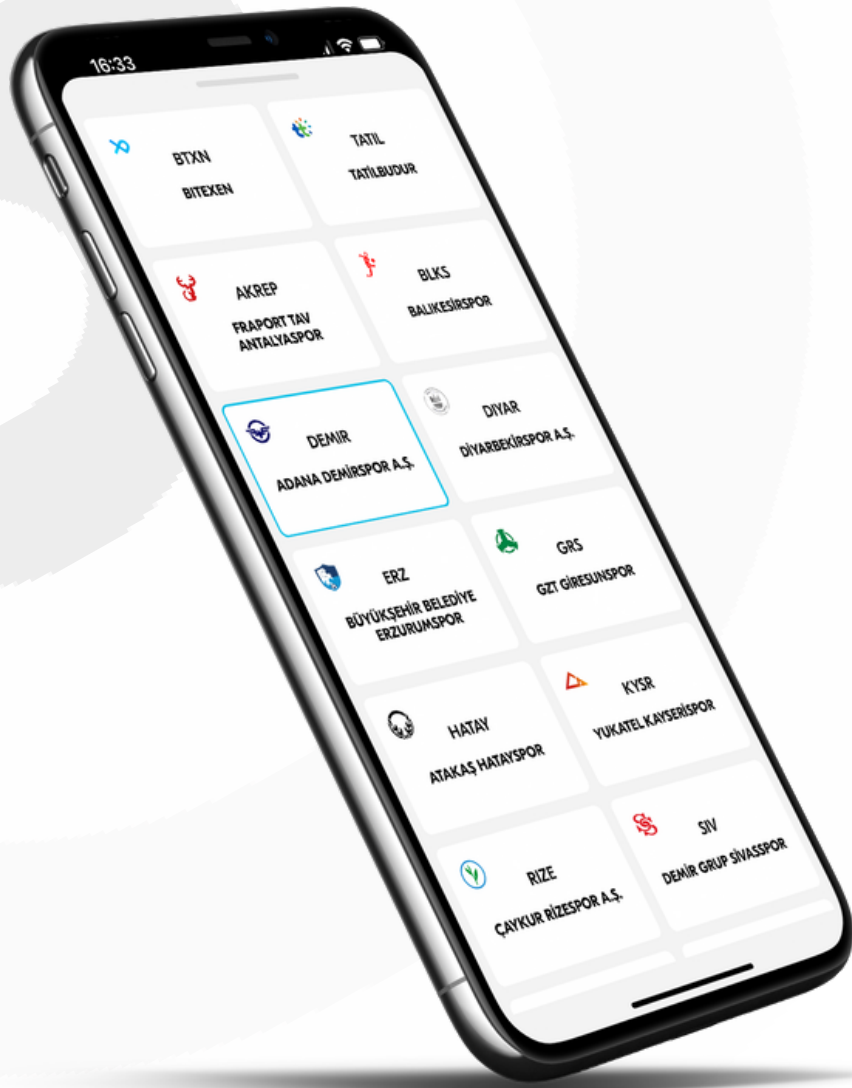 16:33
BTXN
BITEXEN
TATIL
TATİLBUDUR
AKREP
FRAPORT TAV
ANTALYASPOR
BLKS
BALIKESİRSPOR
DEMIR
ADANA DEMİRSPOR A.Ş.
DIYAR
DİYARBEKİRSPOR A.Ş.
ERZ
BÜYÜKŞEHİR BELEDİYE
ERZURUMSPOR
GRS
GZT GİRESUNSPOR
HATAY
ATAKAŞ HATAYSPOR
KYSR
YUKATEL KAYSERİSPOR
RIZE
ÇAYKUR RİZESPOR A.Ş.
SIV
DEMİR GRUP SİVASSPOR